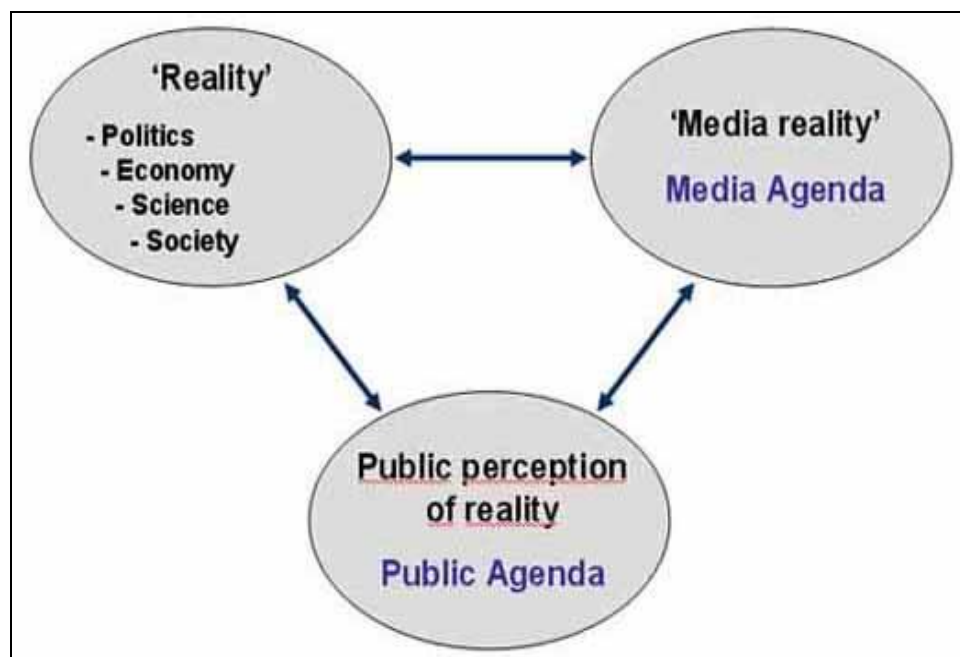 ‘Reality’
- Politics
- Economy
- Science
- Society
‘Media reality’
Media Agenda
Public perception
of reality
Public Agenda